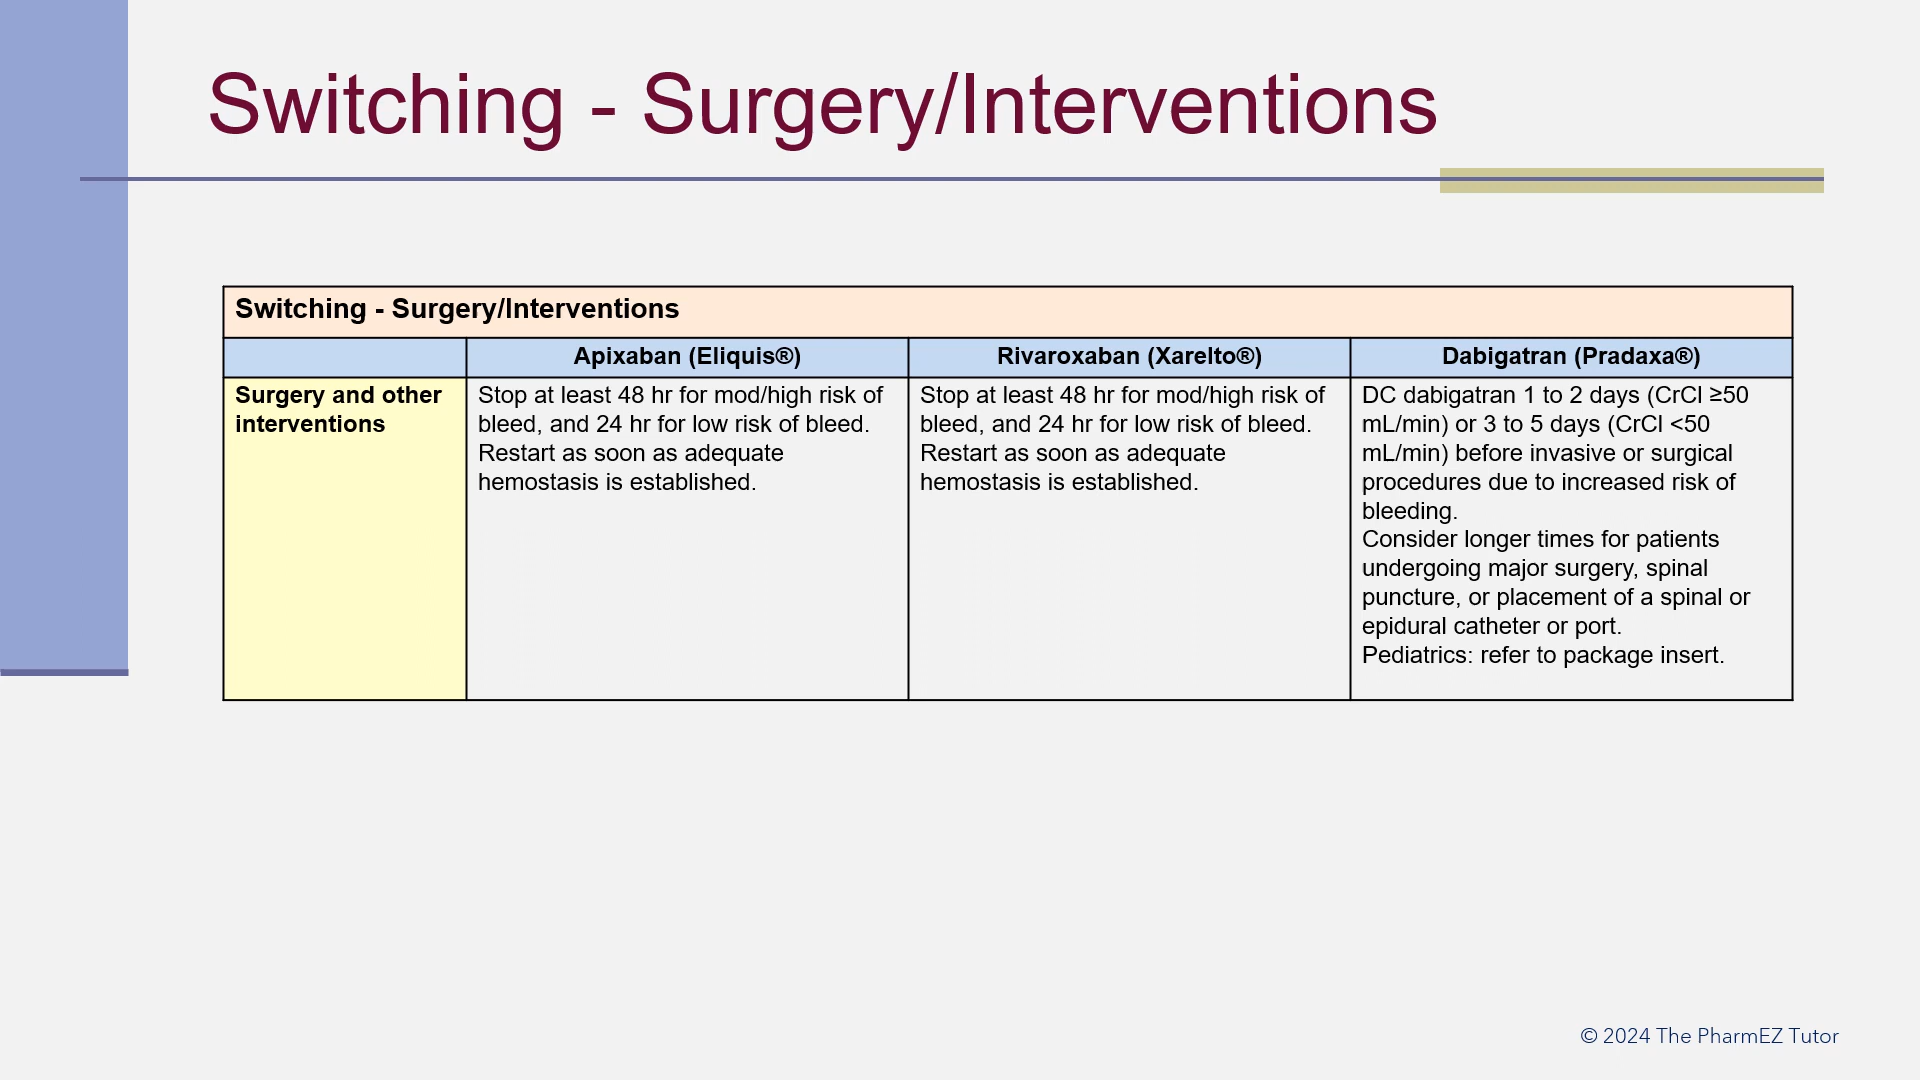 Switching - Surgery/Interventions
Switching - Surgery/Interventions
Apixaban (Eliquis®)
Rivaroxaban (Xarelto®)
Dabigatran (Pradaxa®)
Surgery and other
interventions
Stop at least 48 hr for mod/high risk of
bleed, and 24 hr for low risk of bleed.
Restart as soon as adequate
hemostasis is established.
Stop at least 48 hr for mod/high risk of
bleed, and 24 hr for low risk of bleed.
Restart as soon as adequate
hemostasis is established.
DC dabigatran 1 to 2 days (CrCl ≥50
mL/min) or 3 to 5 days (CrCl <50
mL/min) before invasive or surgical
procedures due to increased risk of
bleeding.
Consider longer times for patients
undergoing major surgery, spinal
puncture, or placement of a spinal or
epidural catheter or port.
Pediatrics: refer to package insert.
© 2024 The PharmEZ Tutor